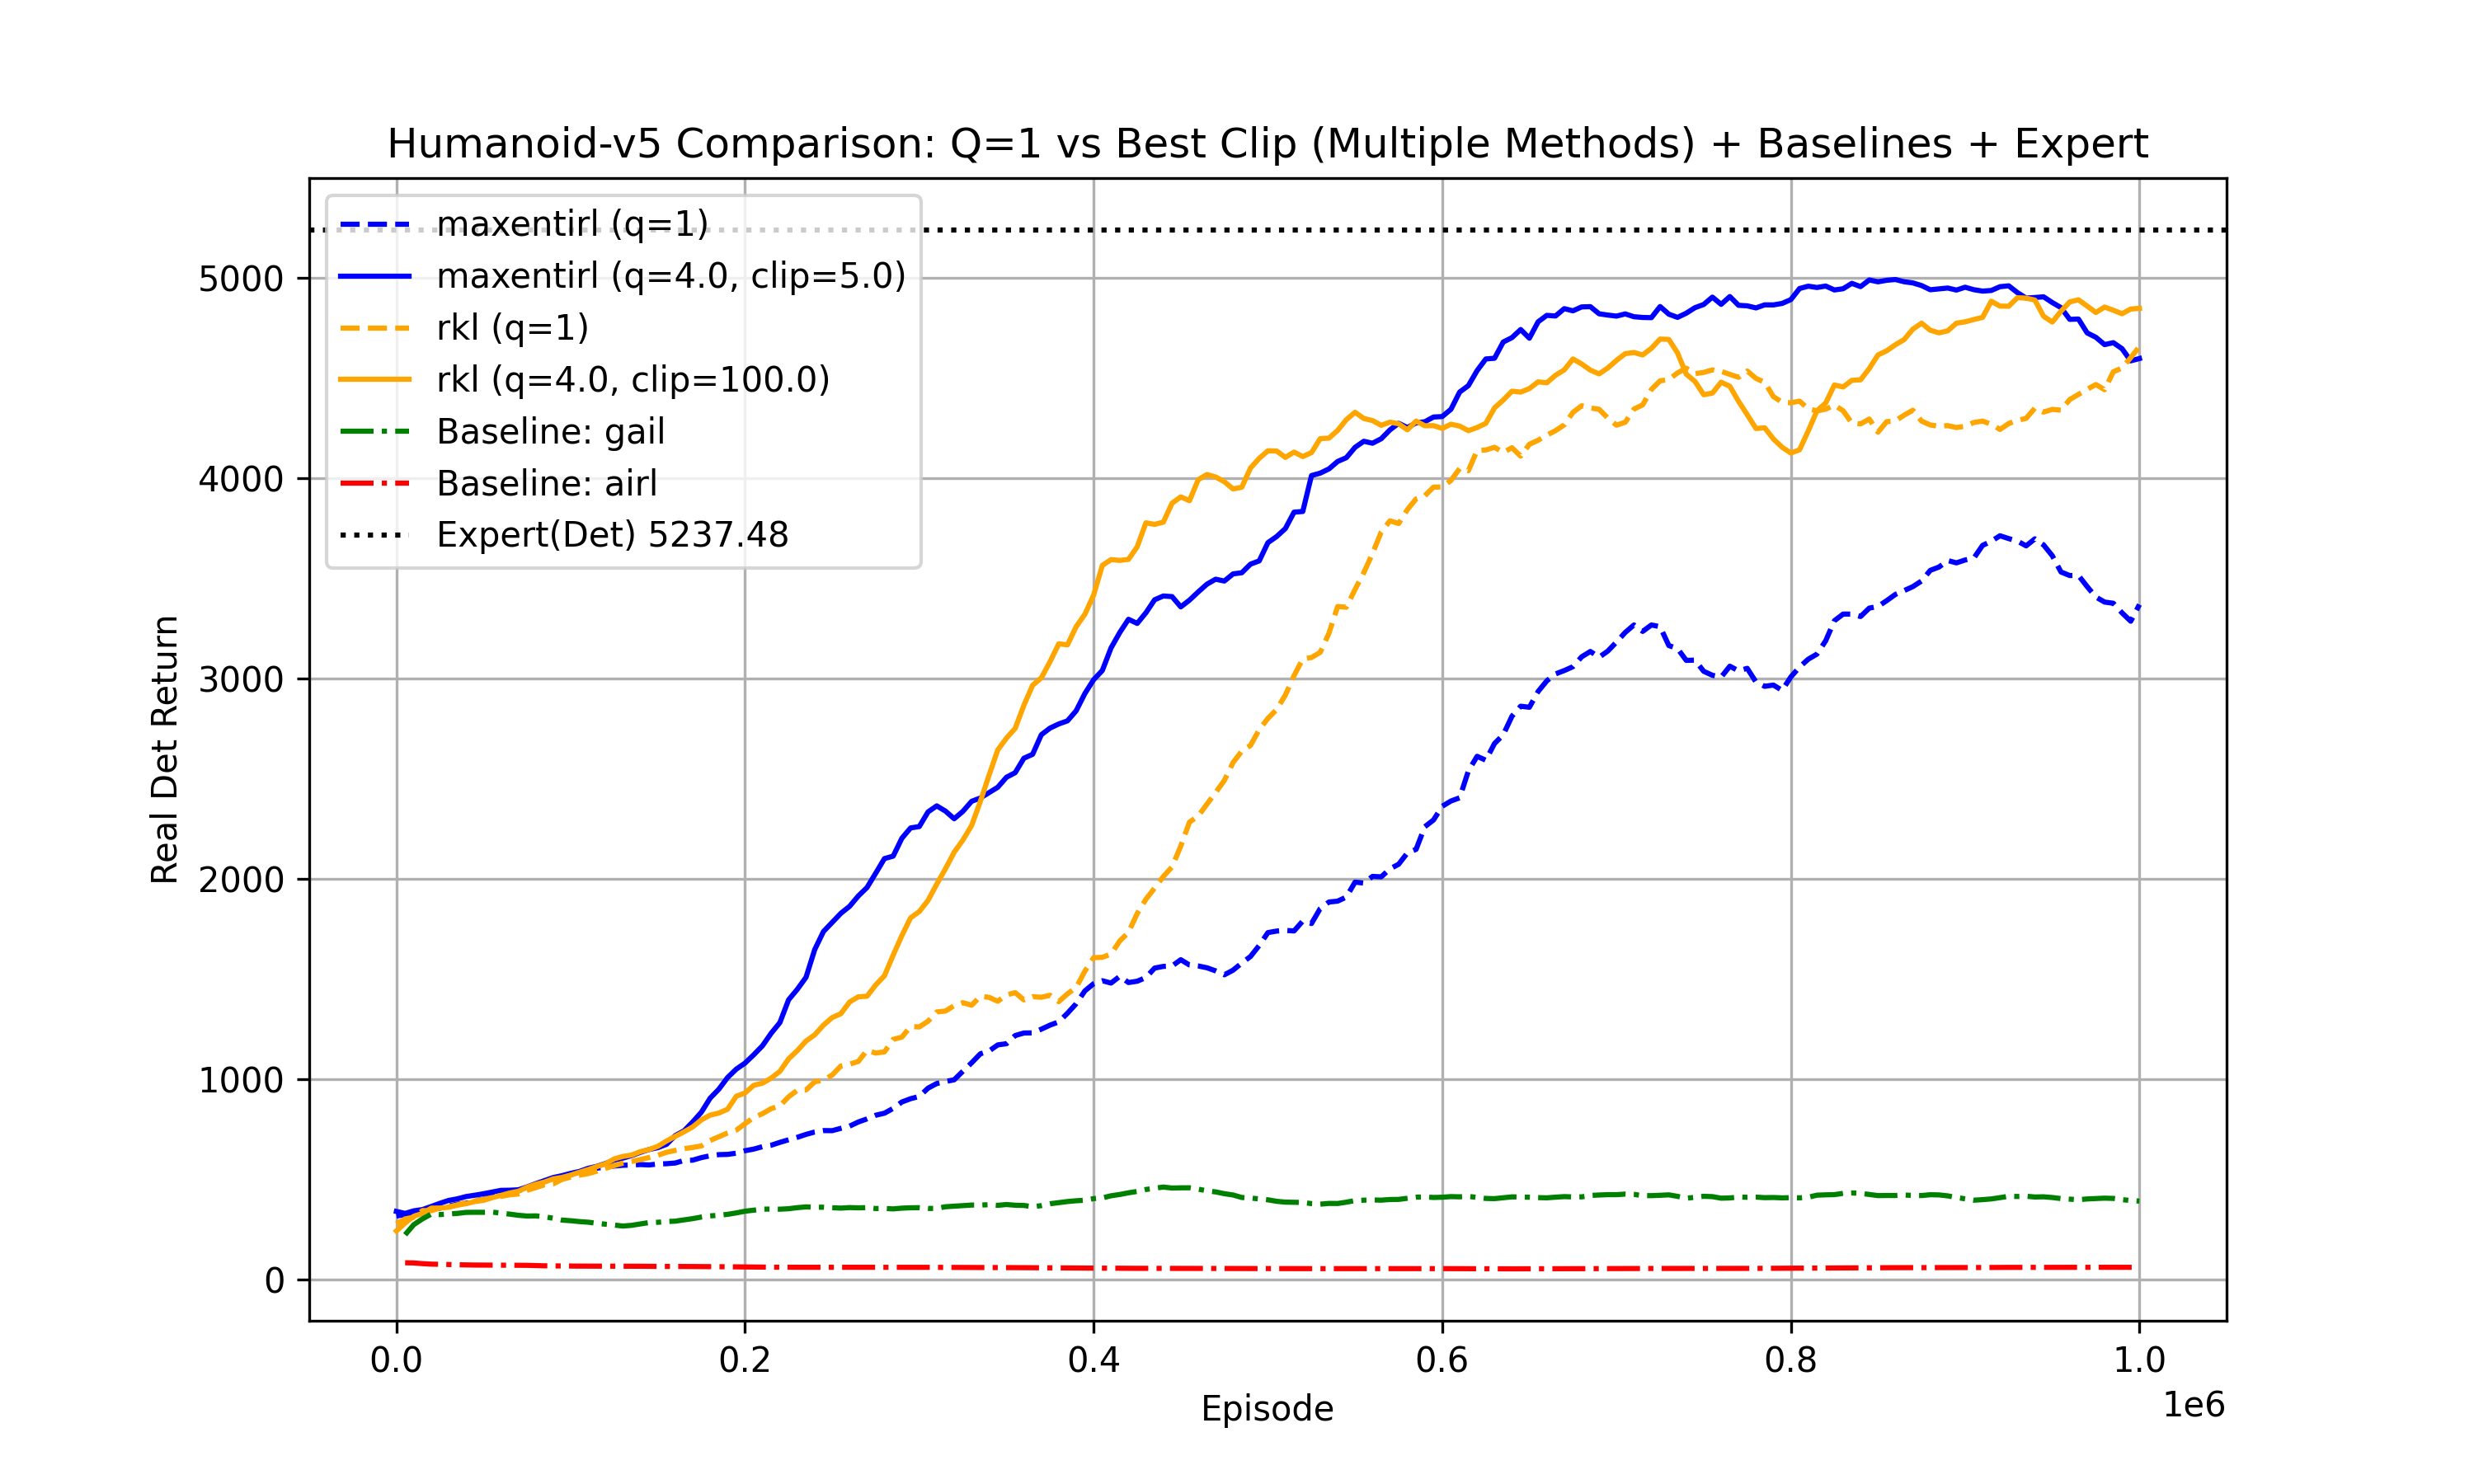 Humanoid-v5 Comparison: Q=1 vs Best Clip (Multiple Methods) + Baselines + Expert
maxentirl (q=1)
maxentirl (q=4.0, clip=5.0)
rkl (q=1)
rkl (q=4.0, clip=100.0)
Baseline: gail
Baseline: airl
Expert(Det) 5237.48
Real Det Return
5000
4000
3000
2000
1000
0
0.0 0.2 0.4 0.6 0.8 1.0
1e6
Episode